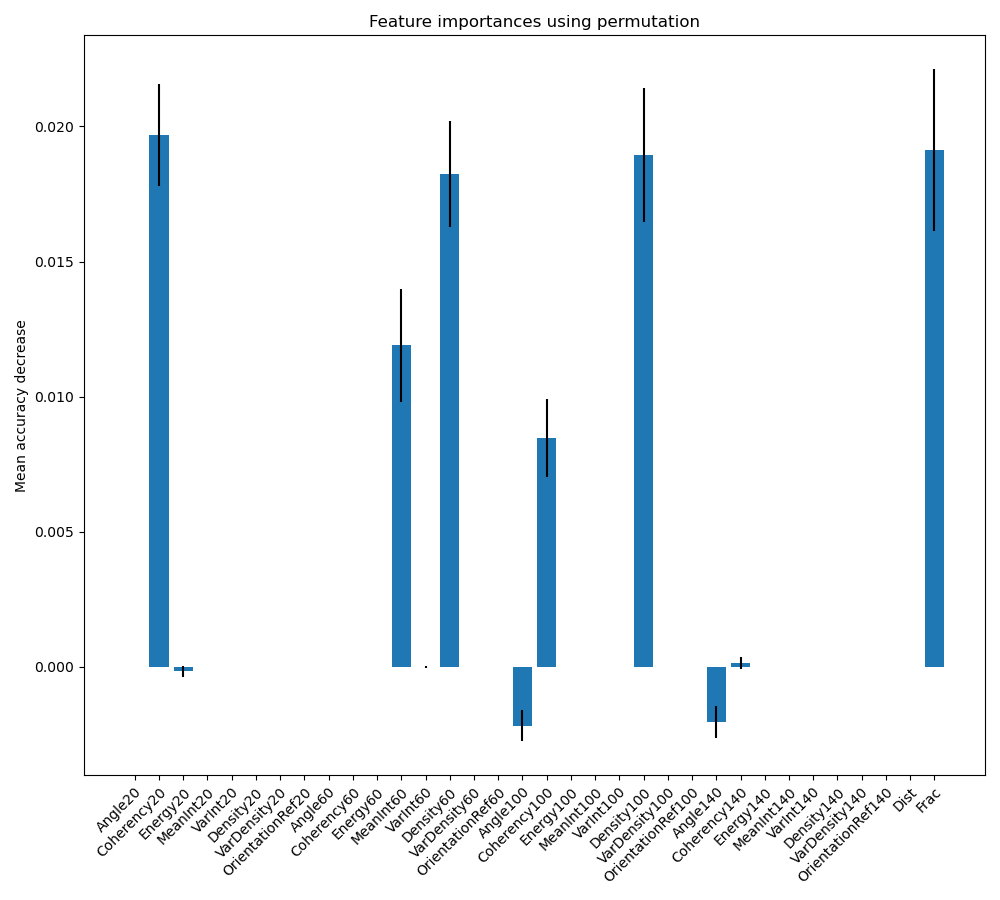 Feature importances using permutation
Mean accuracy decrease
0.020
0.015
0.010
0.005
0.000
Angle20
Coherency20
Energy20
MeanInt20
VarInt20
Density20
VarDensity20
OrientationRef20
Angle60
Coherency60
Energy60
MeanInt60
VarInt60
Density60
VarDensity60
OrientationRef60
Angle100
Coherency100
Energy100
MeanInt100
VarInt100
Density100
VarDensity100
OrientationRef100
Angle140
Coherency140
Energy140
MeanInt140
VarInt140
Density140
VarDensity140
OrientationRef140
Dist
Frac